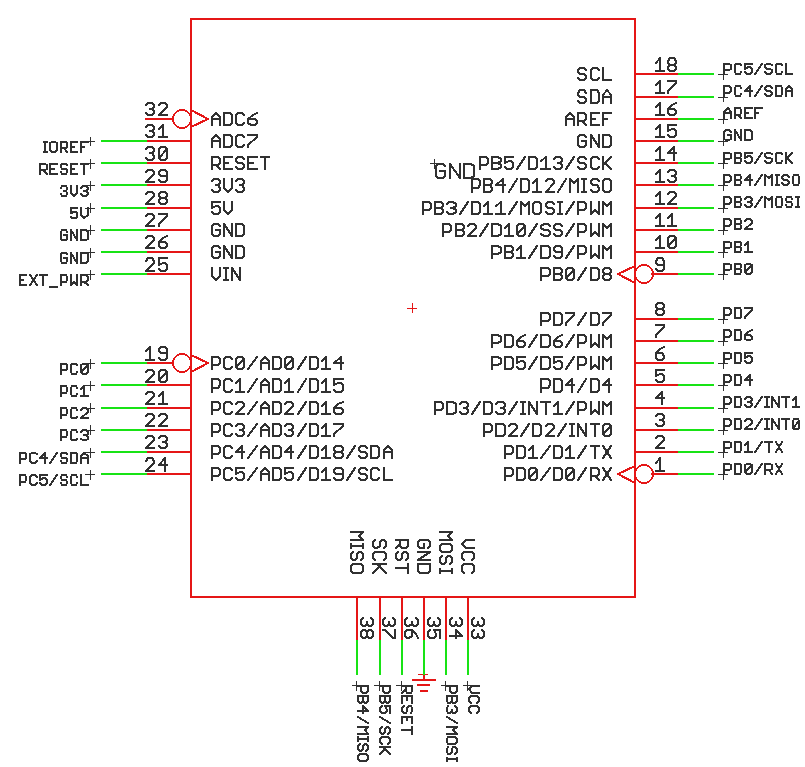 SCL 18 PC5/SCL
SDA 17 PC4/SDA
32 ADC6 AREF 16 AREF
IOREF 31 ADC7 GND 15 GND
RESET 30 RESET GND PB5/D13/SCK 14 PB5/SCK
3V3 29 3V3 PB4/D12/MISO 13 PB4/MISO
5V 28 5V PB3/D11/MOSI/PWM 12 PB3/MOSI
GND 27 GND PB2/D10/SS/PWM 11 PB2
GND 26 GND PB1/D9/PWM 10 PB1
EXT_PWR 25 VIN PB0/D8 9 PB0
PD7/D7 8 PD7
PD6/D6/PWM 7 PD6
PC0 19 PC0/AD0/D14 PD5/D5/PWM 6 PD5
PC1 20 PC1/AD1/D15 PD4/D4 5 PD4
PC2 21 PC2/AD2/D16 PD3/D3/INT1/PWM 4 PD3/INT1
PC3 22 PC3/AD3/D17 PD2/D2/INT0 3 PD2/INT0
PC4/SDA 23 PC4/AD4/D18/SDA PD1/D1/TX 2 PD1/TX
PC5/SCL 24 PC5/AD5/D19/SCL PD0/D0/RX 1 PD0/RX
MISO SCK RST GND MOSI VCC
38 37 36 35 34 33
PB4/MISO PB5/SCK RESET PB3/MOSI VCC